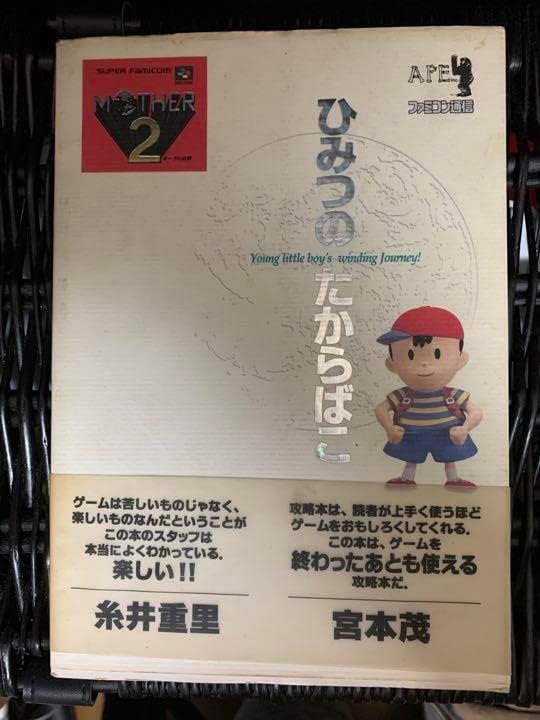 SUPER FAMICOM
MOTHER
2
ギーグの逆襲
APE
inc.
ファミコン通信
ひみつのたからばこ
Young little boy's winding Journey!
ゲームは苦しいものじゃなく、
楽しいものなんだということが
この本のスタッフは
本当によくわかっている.
楽しい!!
糸井重里
攻略本は、読者が上手く使うほど
ゲームをおもしろくしてくれる.
この本は、ゲームを
終わったあとも使える
攻略本だ.
宮本茂